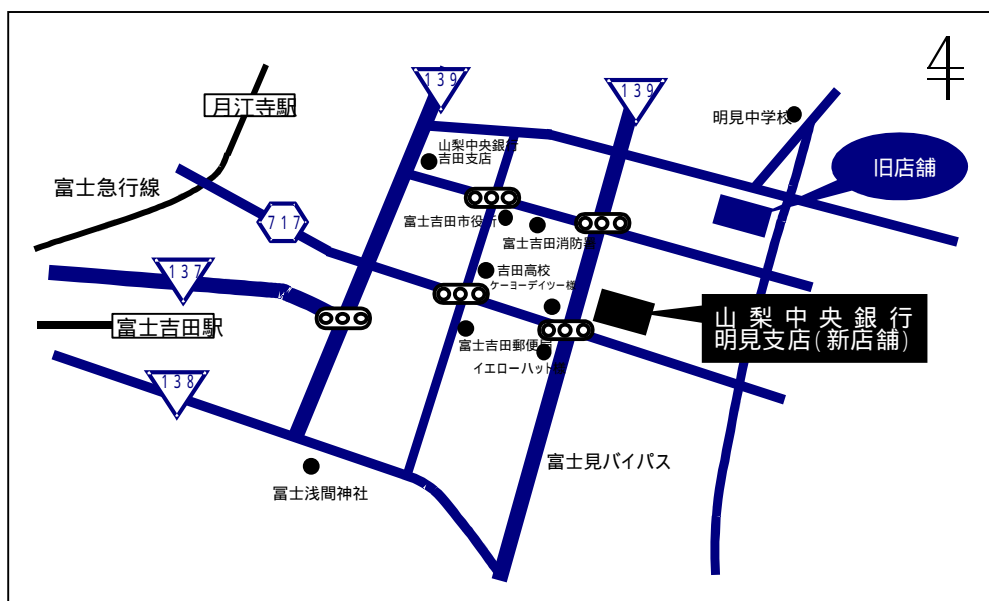 139
139
月江寺駅
明見中学校
山梨中央銀行
吉田支店
旧店舗
富士急行線
717
富士吉田市役所
富士吉田消防署
137
吉田高校
ケーヨーデイツー様
富士吉田駅
山梨中央銀行
明見支店(新店舗)
富士吉田郵便局
イエローハット様
138
富士見バイパス
冨士浅間神社